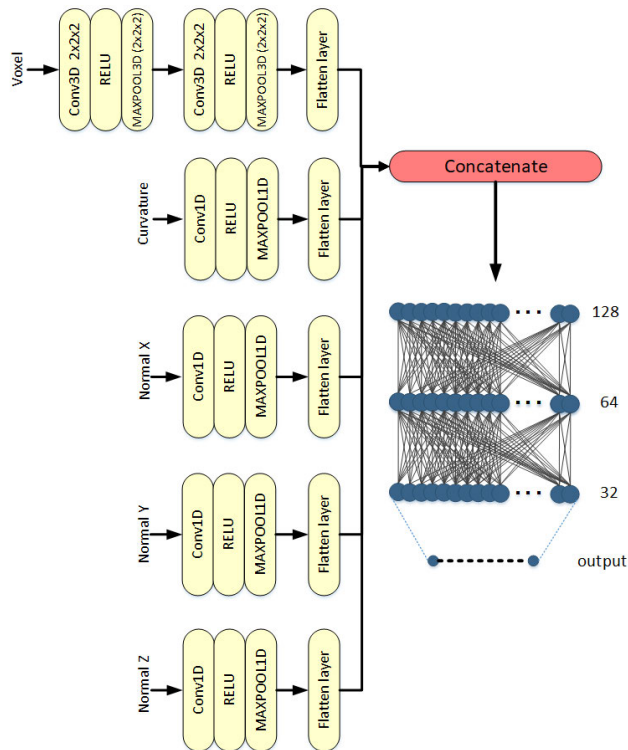 Voxel
Conv3D 2x2x2
RELU
MAXPOOL3D (2x2x2)
Conv3D 2x2x2
RELU
MAXPOOL3D (2x2x2)
Flatten layer
Concatenate
Curvature
Conv1D
RELU
MAXPOOL1D
Flatten layer
128
Normal X
Conv1D
RELU
MAXPOOL1D
Flatten layer
64
Normal Y
Conv1D
RELU
MAXPOOL1D
Flatten layer
32
output
Normal Z
Conv1D
RELU
MAXPOOL1D
Flatten layer